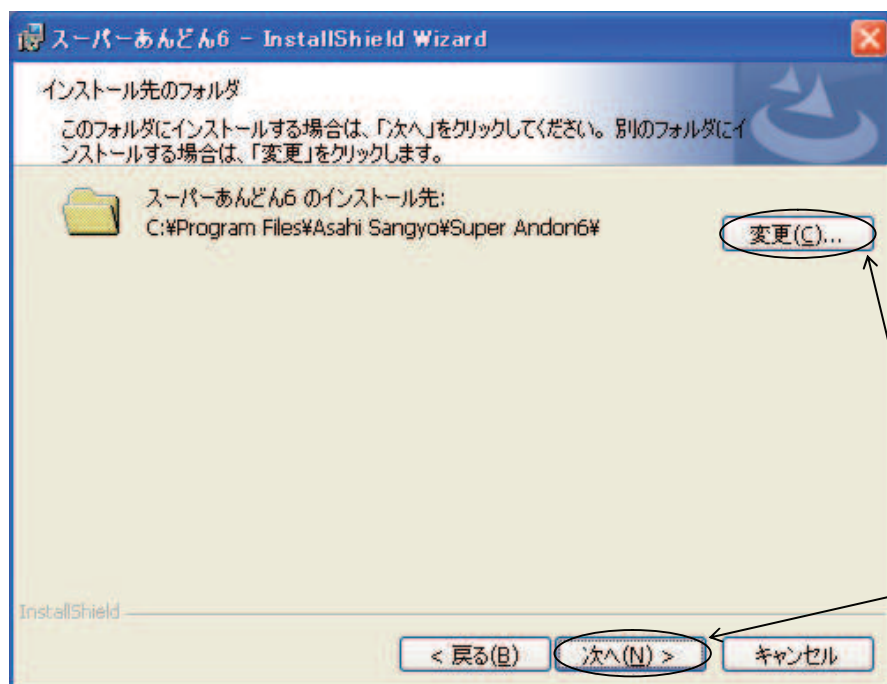 スーパーあんどん6 - InstallShield Wizard
インストール先のフォルダ
このフォルダにインストールする場合は、「次へ」をクリックしてください。別のフォルダにイ
ンストールする場合は、「変更」をクリックします。
スーパーあんどん6 のインストール先:
C:¥Program Files¥Asahi Sangyo¥Super Andon6¥
変更(C)...
InstallShield
< 戻る(B)
次へ(N) >
キャンセル